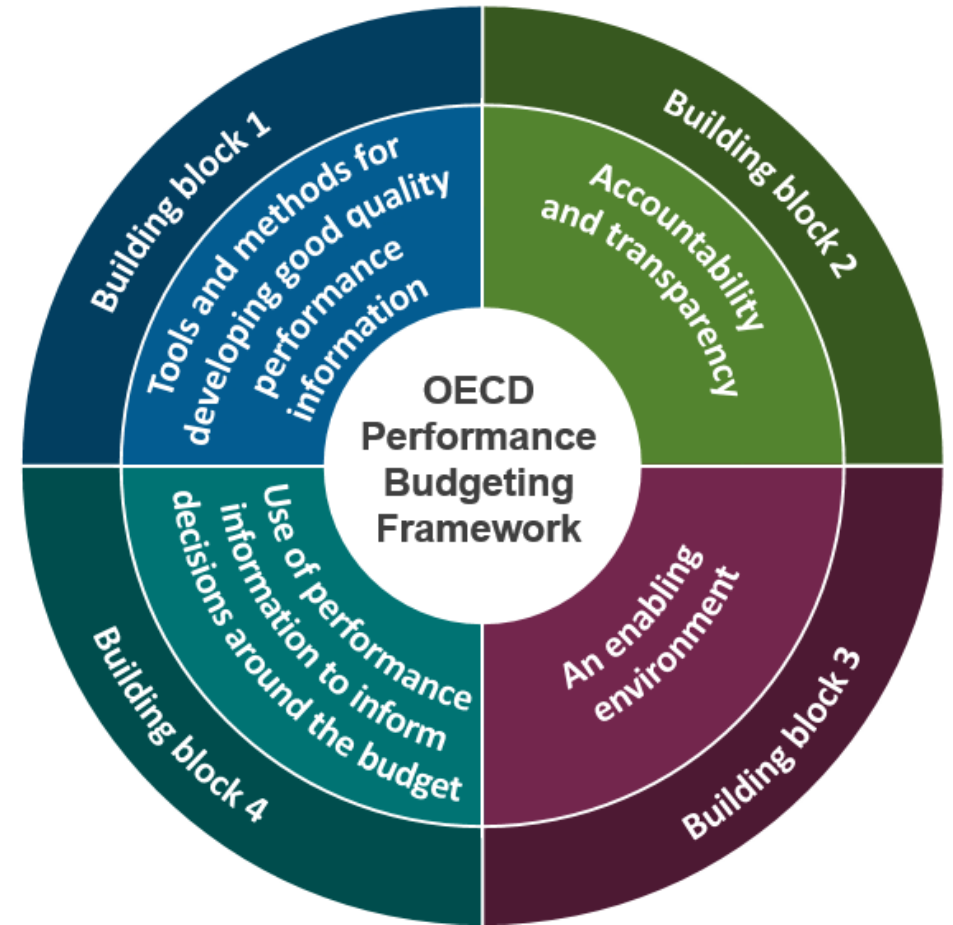 OECD
Performance
Budgeting
Framework
Building block 1
Tools and methods for
developing good quality
performance
information
Building block 2
Accountability
and transparency
Building block 3
An enabling
environment
Building block 4
Use of performance
information to inform
decisions around the budget